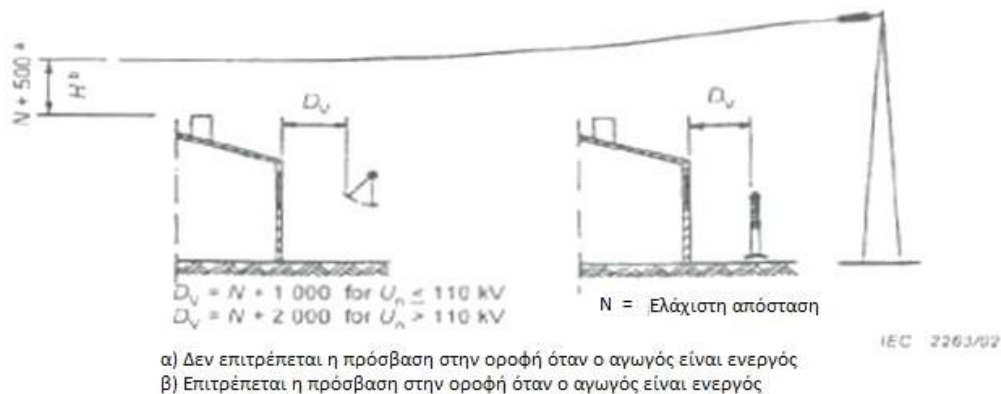 N + 500 a
H b
D_v
D_v
D_v = N + 1 000 for U_n ≤ 110 kV
D_v = N + 2 000 for U_n > 110 kV
N = Ελάχιστη απόσταση
IEC 2263/02
α) Δεν επιτρέπεται η πρόσβαση στην οροφή όταν ο αγωγός είναι ενεργός
β) Επιτρέπεται η πρόσβαση στην οροφή όταν ο αγωγός είναι ενεργός